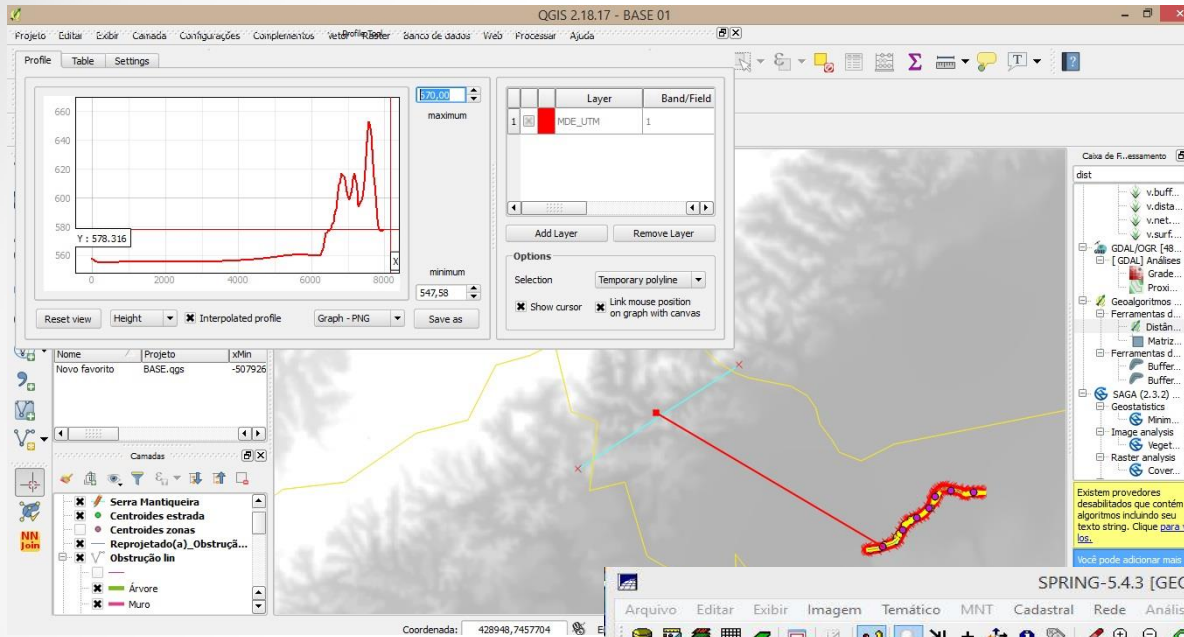 QGIS 2.18.17 - BASE 01
Projeto Editar Exibir Camada Configurações Complementos Vetor Raster Banco de dados Web Processar Ajuda
Profile Table Settings
570,00
maximum
660
640
620
600
580
560
Y : 578.316
X
0 2000 4000 6000 8000
minimum
547,58
Reset view Height Interpolated profile Graph - PNG Save as
Layer Band/Field
1 MDE_UTM 1
Add Layer Remove Layer
Options
Selection Temporary polyline
Show cursor Link mouse position
on graph with canvas
Caixa de F..essamento
dist
v.buff...
v.dista...
v.net....
v.surf....
GDAL/OGR [48...
[GDAL] Análises
Grade...
Proxi...
Geoalgoritmos ...
Ferramentas d...
Distân...
Matriz...
Ferramentas d...
Buffer...
Buffer...
SAGA (2.3.2) ...
Geostatistics
Minim...
Image analysis
Veget...
Raster analysis
Cover...
Existem provedores
desabilitados que contém
algoritmos incluindo seu
texto string. Clique para
los.
Você pode adicionar mais
Nome Projeto xMin
Novo favorito BASE.qgs -507926
Camadas
Serra Mantiqueira
Centroides estrada
Centroides zonas
Reprojetado(a)_Obstruçã...
Obstrução lin
Árvore
Muro
NN
Join
Coordenada: 428948,7457704 E
SPRING-5.4.3 [GEO
Arquivo Editar Exibir Imagem Temático MNT Cadastral Rede Anális